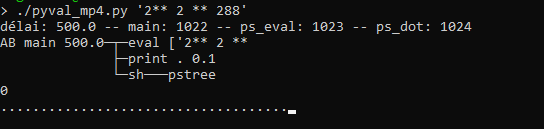 > ./pyval_mp4.py '2** 2 ** 288'
délai: 500.0 -- main: 1022 -- ps_eval: 1023 -- ps_dot: 1024
AB main 500.0─┬─eval ['2** 2 **
              ├─print . 0.1
              └─sh───pstree
0
....................................